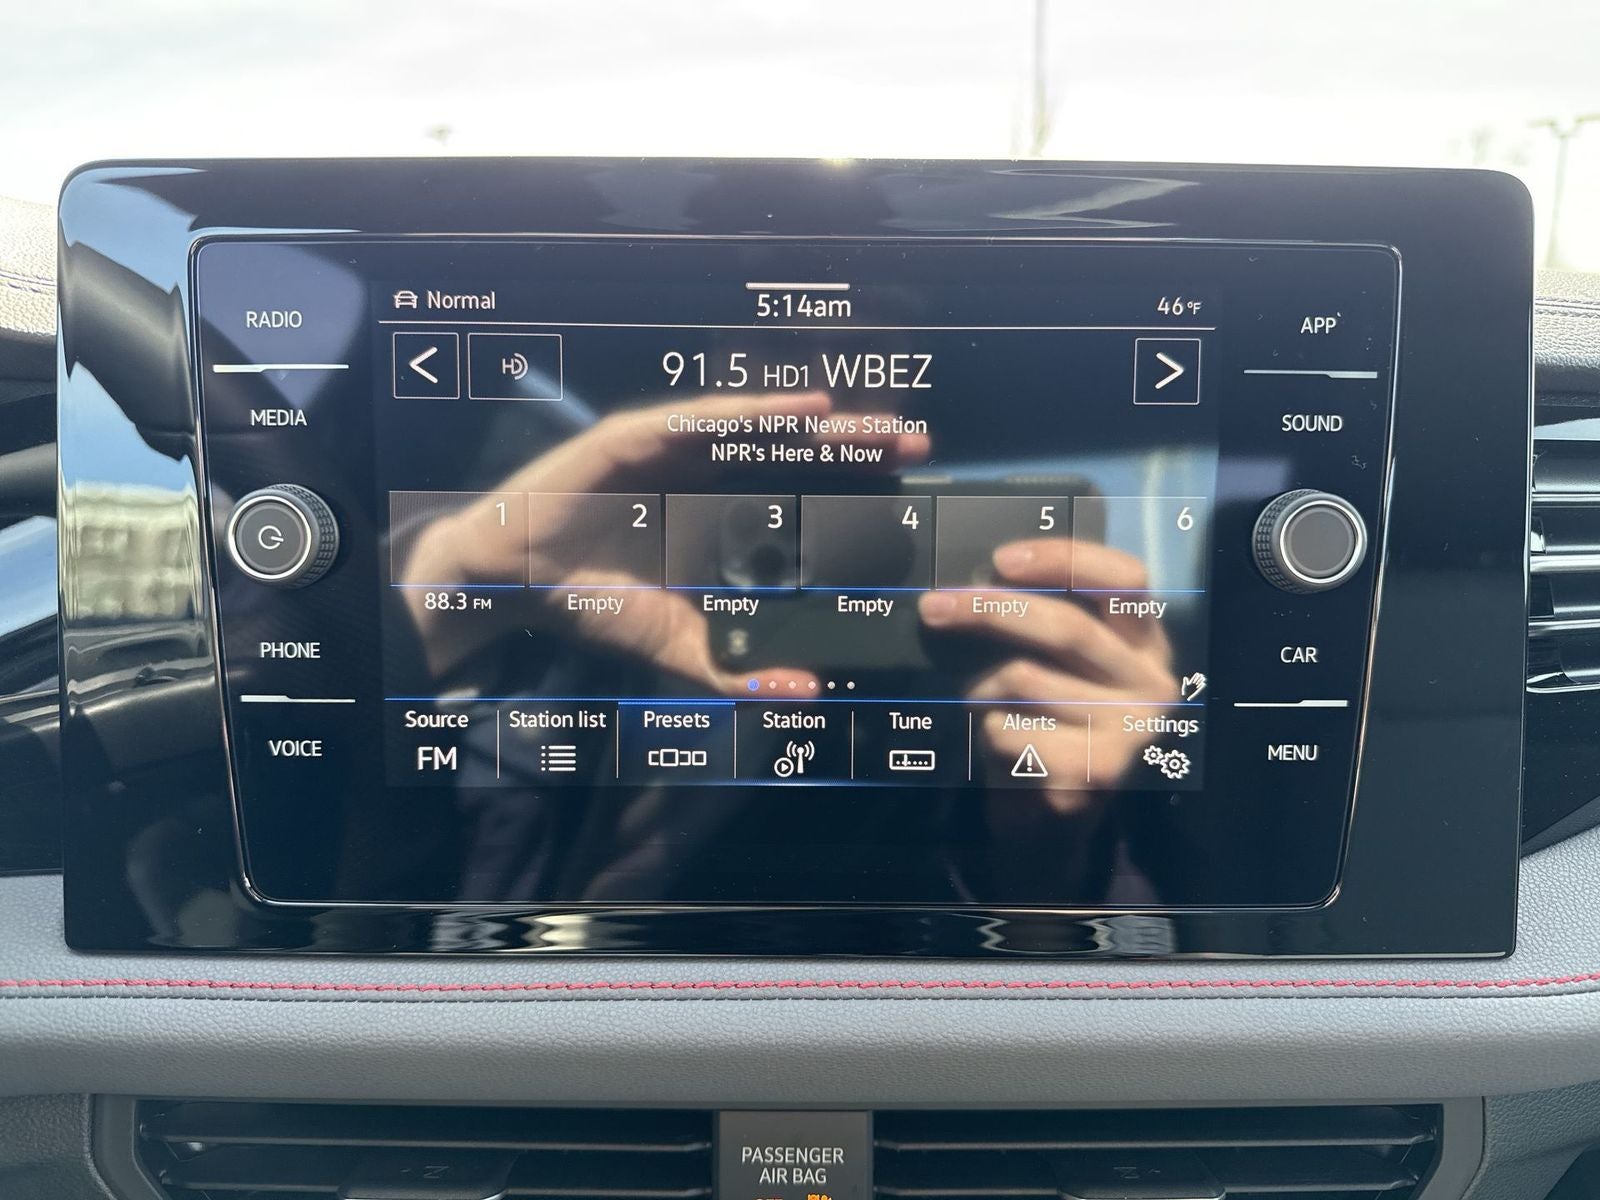 Normal
5:14am
46°F
RADIO
MEDIA
PHONE
VOICE
<
HD
91.5 HD1 WBEZ
>
Chicago's NPR News Station
NPR's Here & Now
1 2 3 4 5 6
88.3 FM Empty Empty Empty Empty Empty
Source Station list Presets Station Tune Alerts Settings
FM
APP
SOUND
CAR
MENU
PASSENGER
AIR BAG